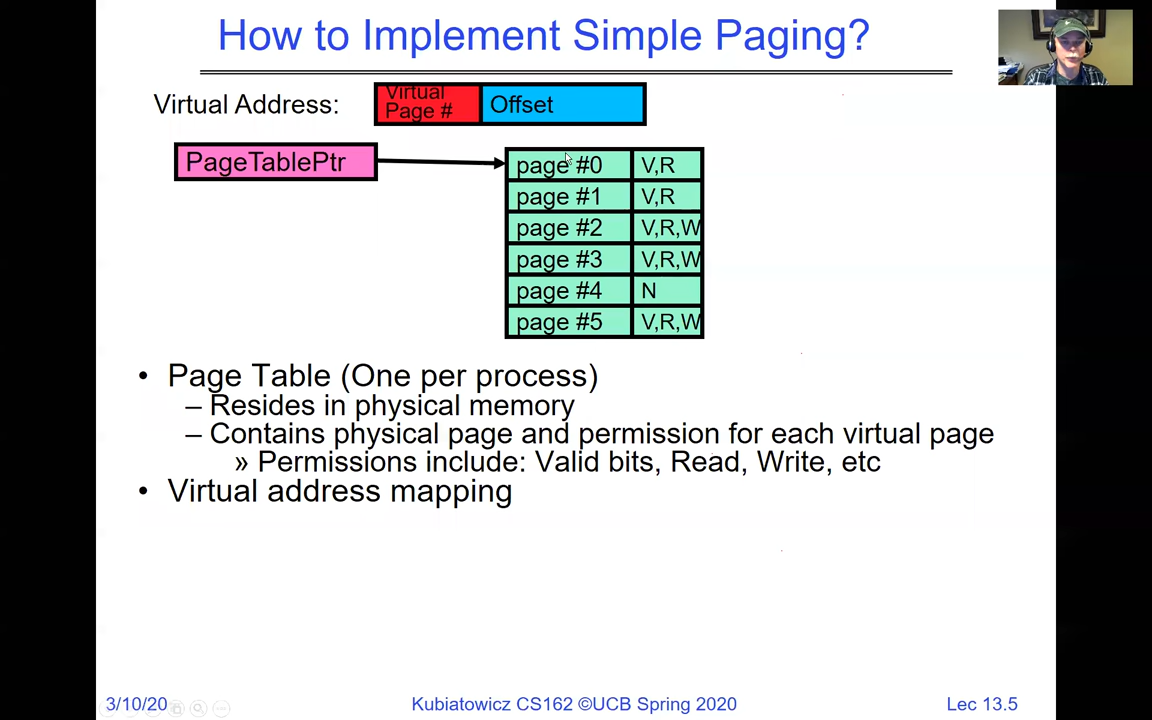 How to Implement Simple Paging?
Virtual Address:
Virtual
Page #
Offset
PageTablePtr
page #0 V,R
page #1 V,R
page #2 V,R,W
page #3 V,R,W
page #4 N
page #5 V,R,W
• Page Table (One per process)
– Resides in physical memory
– Contains physical page and permission for each virtual page
» Permissions include: Valid bits, Read, Write, etc
• Virtual address mapping
3/10/20
Kubiatowicz CS162 ©UCB Spring 2020
Lec 13.5